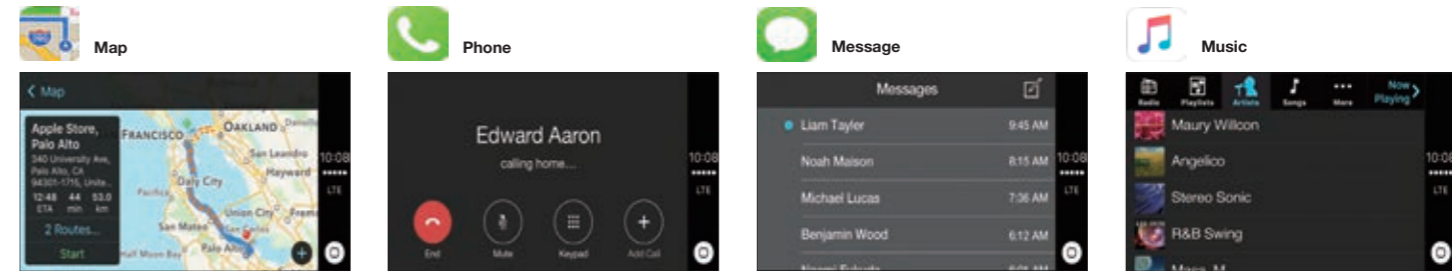 Map
Phone
Message
Music
Map
Apple Store,
Palo Alto
340 University Ave,
Palo Alto, CA
94301-1715, Unite...
12:48 44 53.0
ETA min km
2 Routes...
Start
FRANCISCO
OAKLAND
San Leandro
Hayward
Daly City
Pacifica
Union City
San Mateo
San Carlos
Half Moon Bay
Palo Alto
10:08
LTE
Edward Aaron
calling home...
End Mute Keypad Add Call
10:08
LTE
Messages
Liam Tayler 9:45 AM
Noah Maison 8:15 AM
Michael Lucas 7:36 AM
Benjamin Wood 6:12 AM
10:08
LTE
Radio Playlists Artists Songs More Now
Playing
Maury Willcon
Angelico
Stereo Sonic
R&B Swing
10:08
LTE